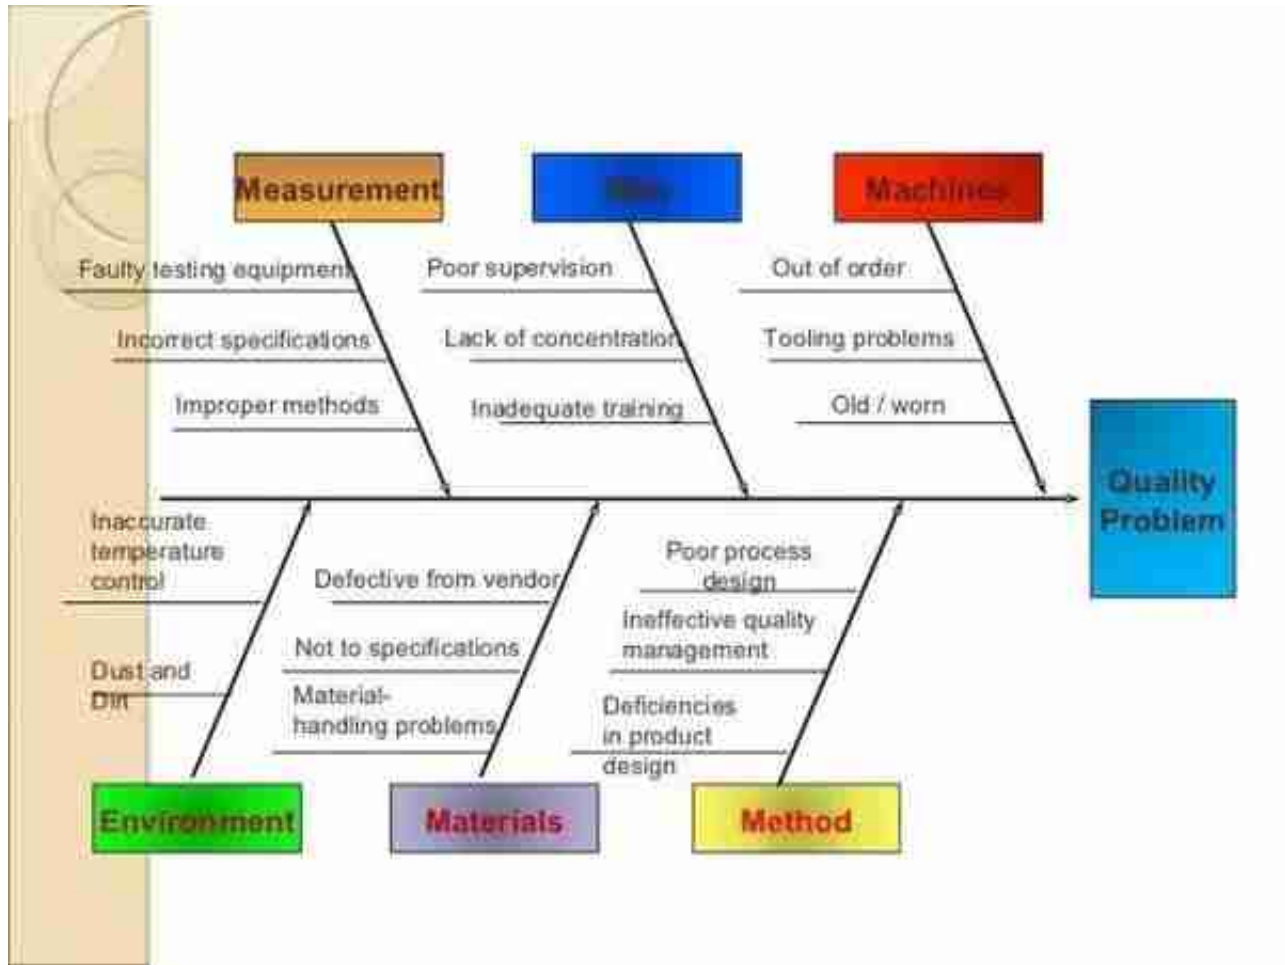 Measurement
Machines
Faulty testing equipment
Poor supervision
Out of order
Incorrect specifications
Lack of concentration
Tooling problems
Improper methods
Inadequate training
Old / worn
Quality
Problem
Inaccurate
temperature
control
Defective from vendor
Poor process
design
Not to specifications
Ineffective quality
management
Dust and
Dirt
Material-
handling problems
Deficiencies
in product
design
Environment
Materials
Method